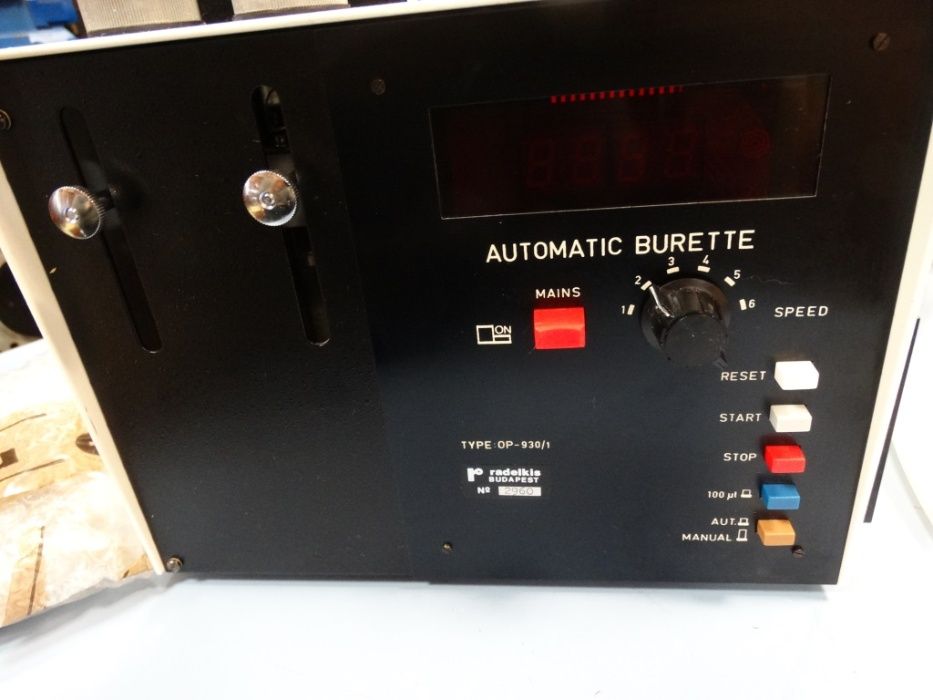 AUTOMATIC BURETTE
MAINS
ON
1 2 3 4 5 6
SPEED
RESET
START
STOP
100 µl
AUT.
MANUAL
TYPE: OP-930/1
radelkis
BUDAPEST
Nº 2960